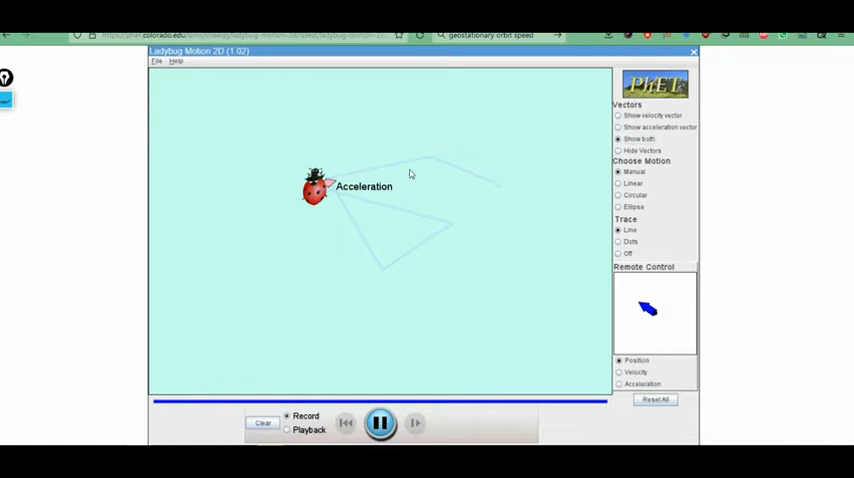 geostationary orbit speed
Ladybug Motion 2D (1.02)
File Help
PhET
Vectors
Show velocity vector
Show acceleration vector
Show both
Hide Vectors
Choose Motion
Manual
Linear
Circular
Ellipse
Trace
Line
Dots
Off
Remote Control
Position
Velocity
Acceleration
Reset All
Acceleration
Clear
Record
Playback